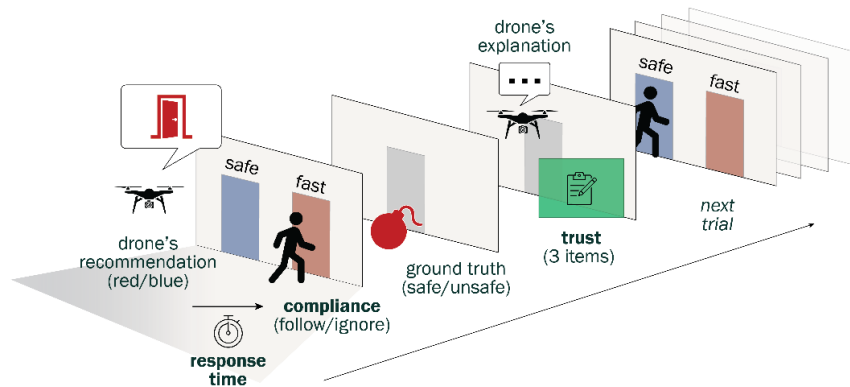 drone's
recommendation
(red/blue)
safe
fast
response
time
compliance
(follow/ignore)
ground truth
(safe/unsafe)
drone's
explanation
...
trust
(3 items)
safe
fast
next
trial